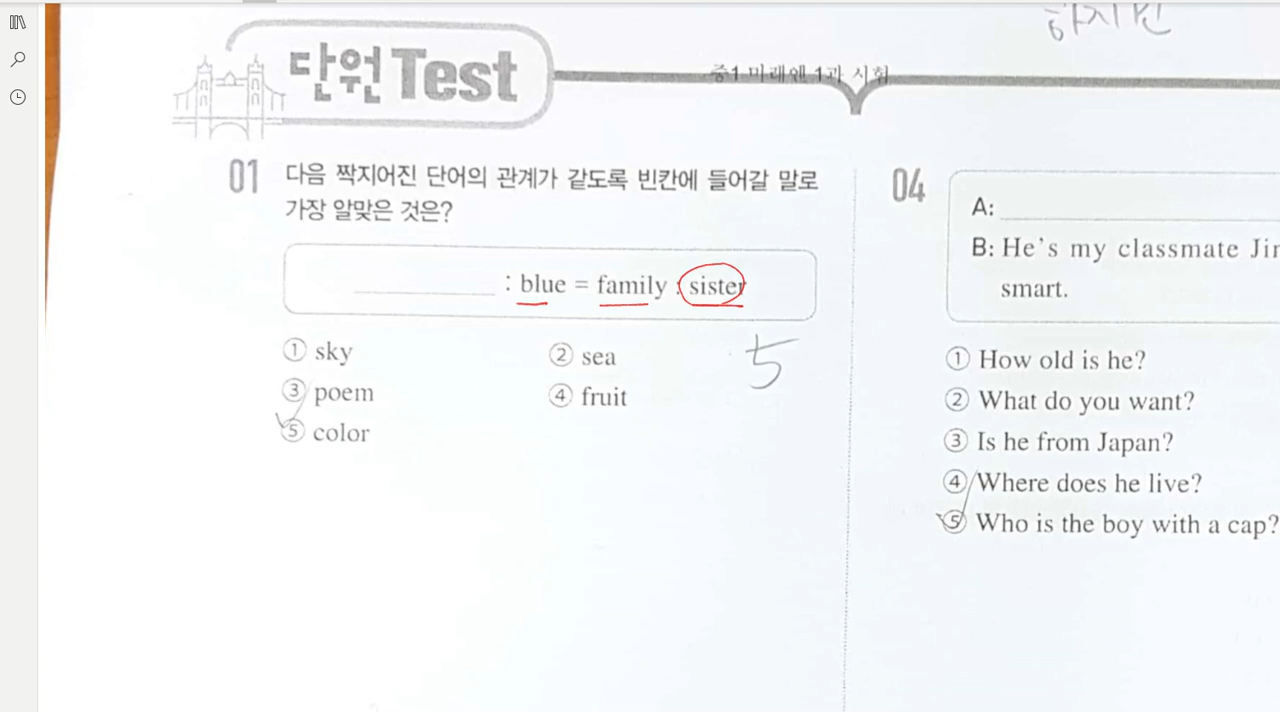 하지빈
단원 Test
중1 미래엔 1과 시험
01 다음 짝지어진 단어의 관계가 같도록 빈칸에 들어갈 말로
가장 알맞은 것은?
: blue = family : sister
① sky ② sea
5
③ poem ④ fruit
⑤ color
04
A:
B: He's my classmate
smart.
① How old is he?
② What do you want?
③ Is he from Japan?
④ Where does he live?
⑤ Who is the boy with a cap?